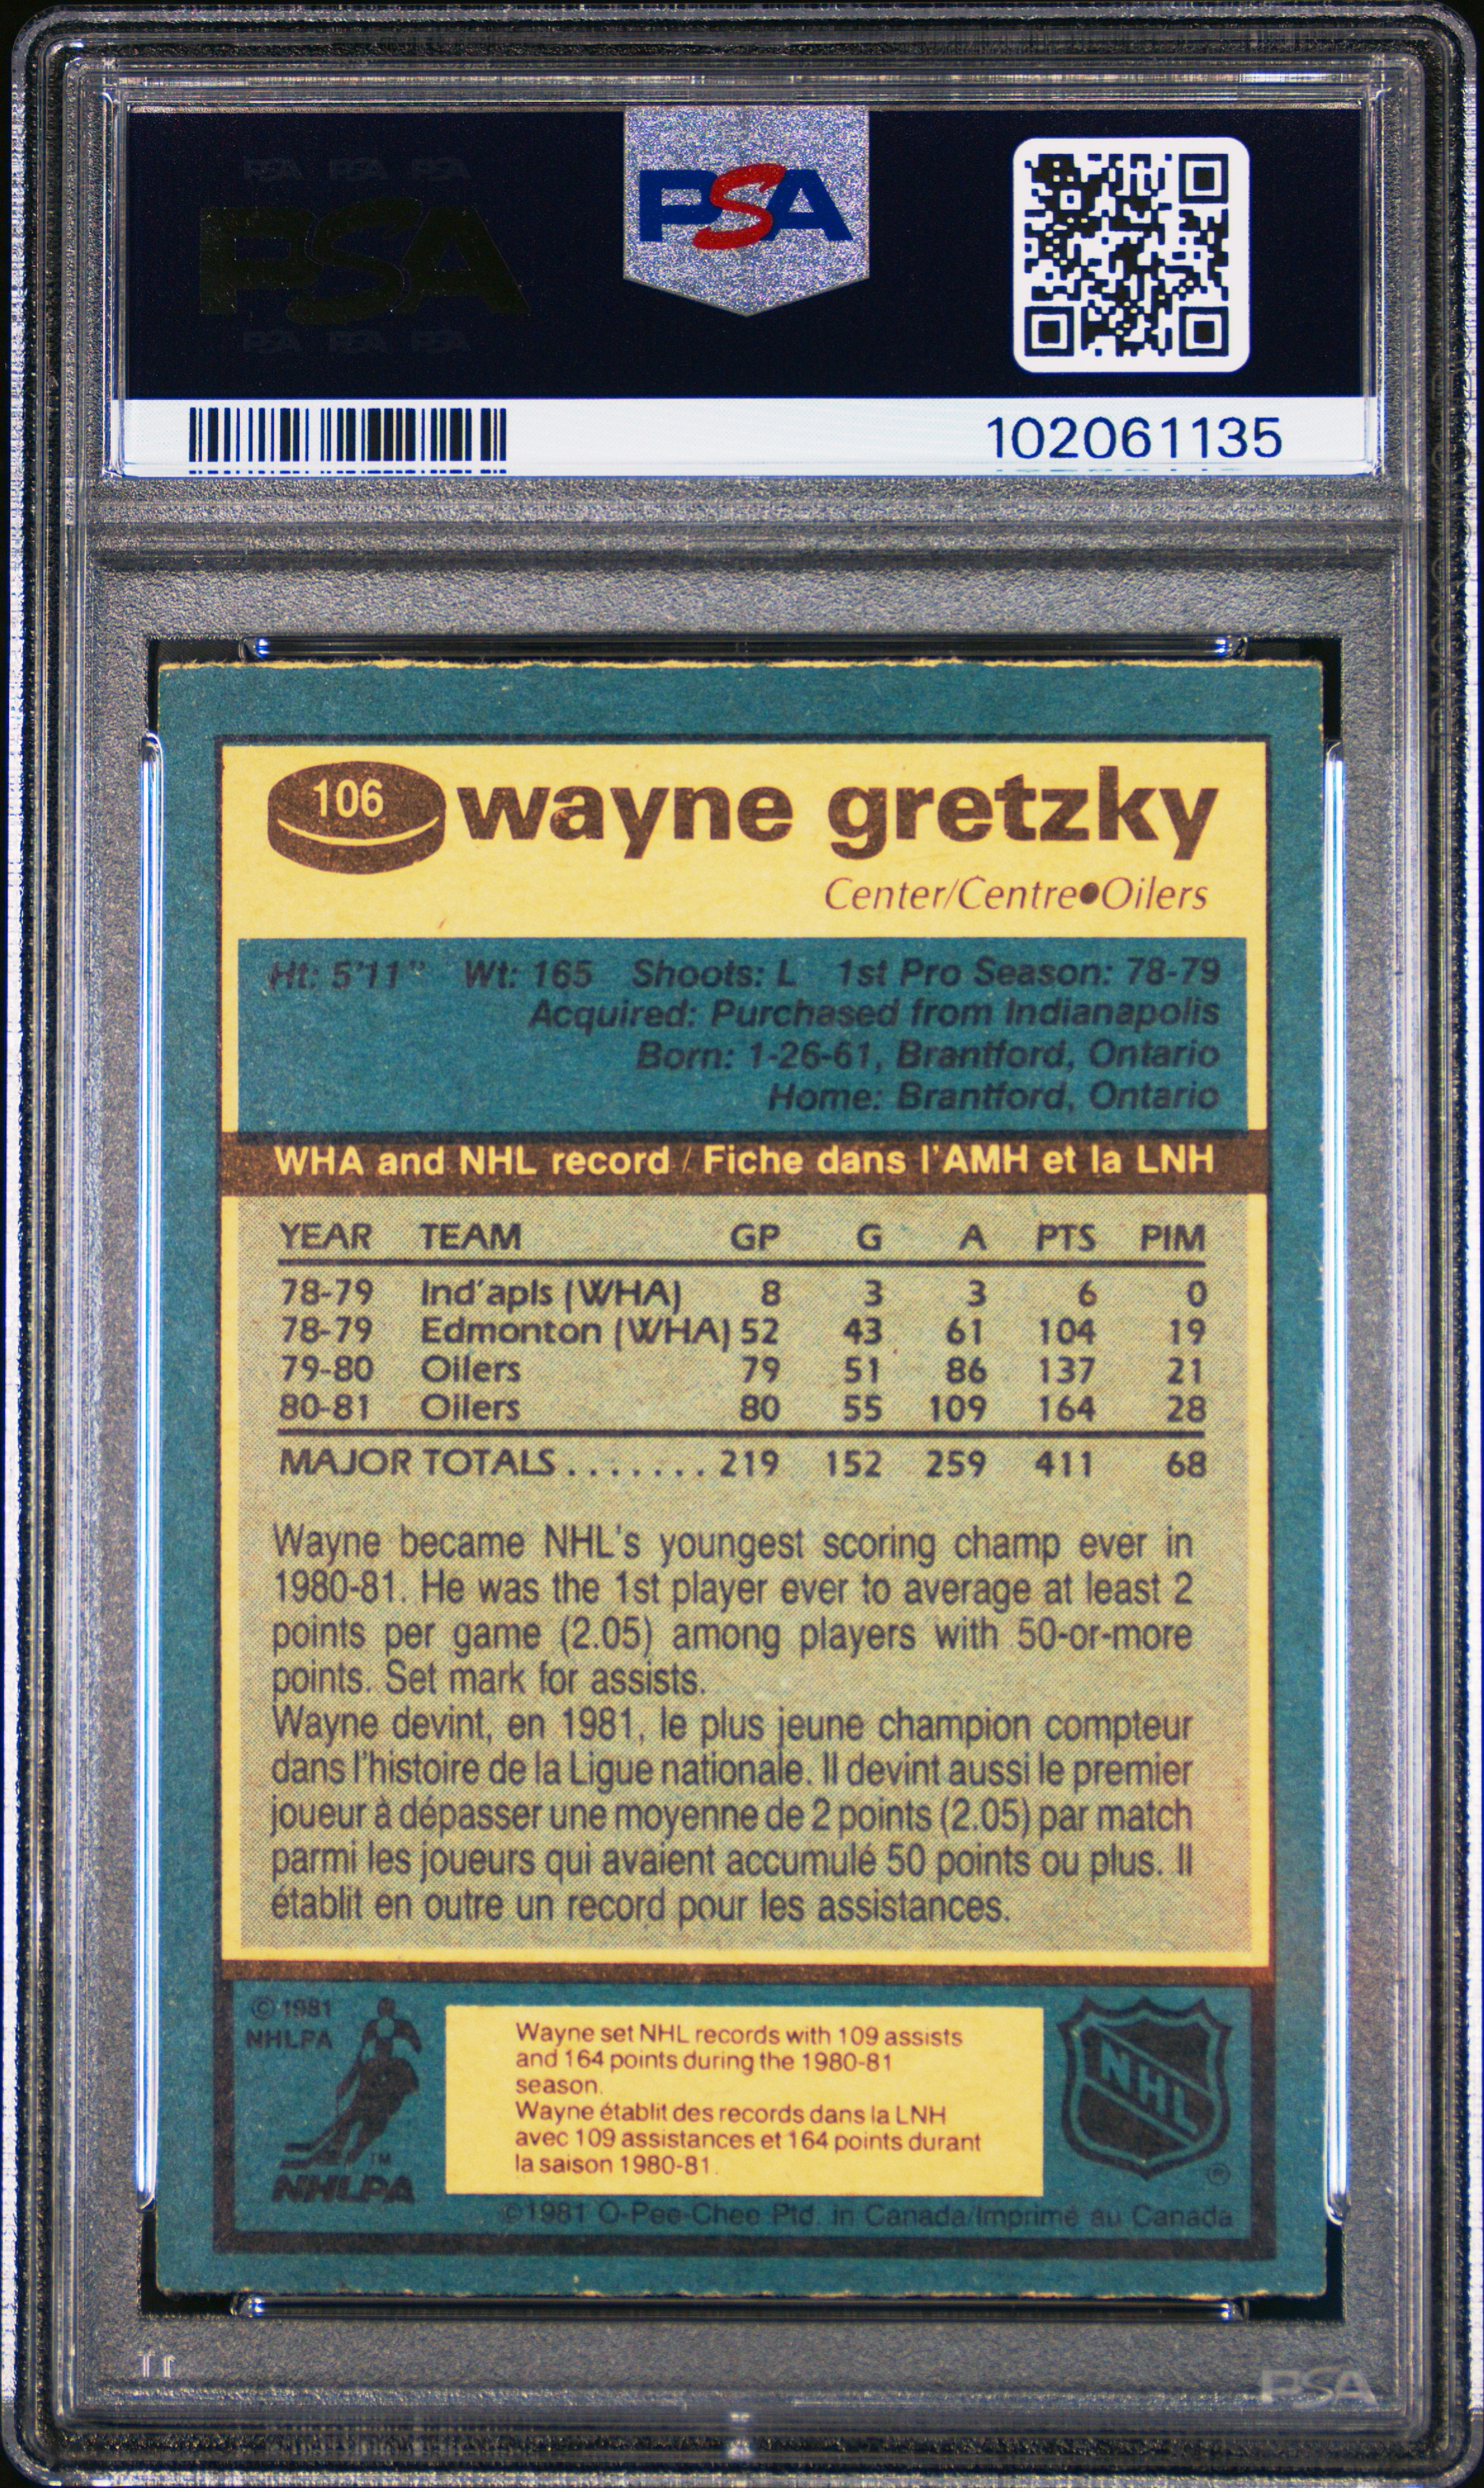 PSA PSA PSA
PSA
PSA PSA PSA
PSA
102061135
106 wayne gretzky
Center/Centre●Oilers
Ht: 5'11" Wt: 165 Shoots: L 1st Pro Season: 78-79
Acquired: Purchased from Indianapolis
Born: 1-26-61, Brantford, Ontario
Home: Brantford, Ontario
WHA and NHL record / Fiche dans l'AMH et la LNH
YEAR TEAM GP G A PTS PIM
78-79 Ind'apls (WHA) 8 3 3 6 0
78-79 Edmonton (WHA) 52 43 61 104 19
79-80 Oilers 79 51 86 137 21
80-81 Oilers 80 55 109 164 28
MAJOR TOTALS ....... 219 152 259 411 68
Wayne became NHL's youngest scoring champ ever in
1980-81. He was the 1st player ever to average at least 2
points per game (2.05) among players with 50-or-more
points. Set mark for assists.
Wayne devint, en 1981, le plus jeune champion compteur
dans l'histoire de la Ligue nationale. Il devint aussi le premier
joueur à dépasser une moyenne de 2 points (2.05) par match
parmi les joueurs qui avaient accumulé 50 points ou plus. Il
établit en outre un record pour les assistances.
© 1981
NHLPA
TM
NHLPA
Wayne set NHL records with 109 assists
and 164 points during the 1980-81
season.
Wayne établit des records dans la LNH
avec 109 assistances et 164 points durant
la saison 1980-81.
NHL
®
©1981 O-Pee-Chee Ptd. in Canada/Imprimé au Canada
PSA